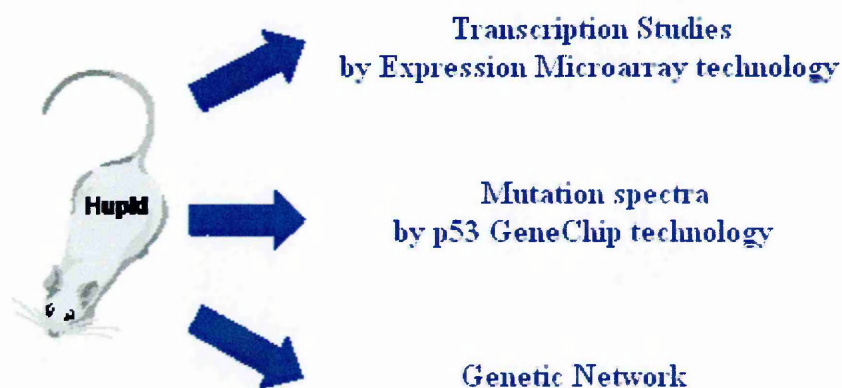 Transcription Studies
by Expression Microarray technology
Hupki
Mutation spectra
by p53 GeneChip technology
Genetic Network